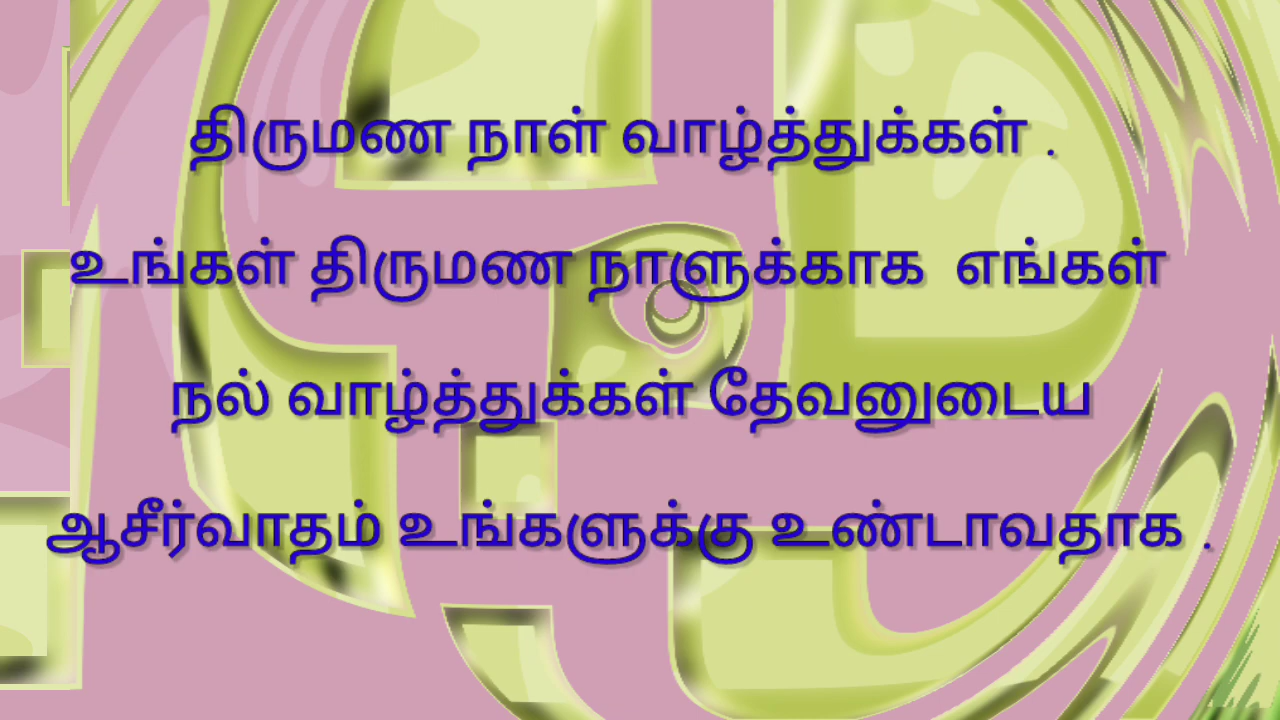 திருமண நாள் வாழ்த்துக்கள் .
உங்கள் திருமண நாளுக்காக எங்கள்
நல் வாழ்த்துக்கள் தேவனுடைய
ஆசீர்வாதம் உங்களுக்கு உண்டாவதாக .